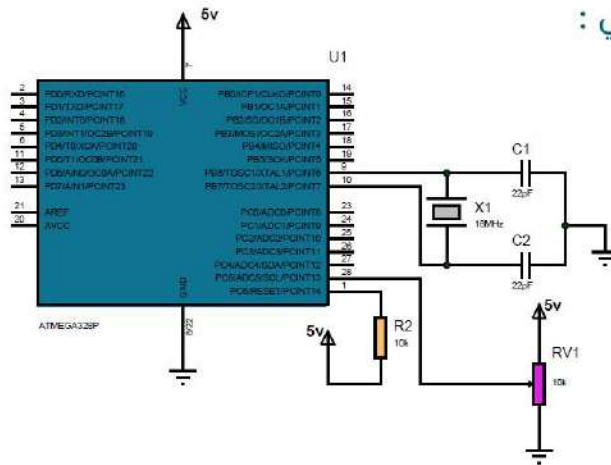 5v
: ي
U1
7
VCC
2 PD0/RXD/PCINT16
3 PD1/TXD/PCINT17
4 PD2/INT0/PCINT18
5 PD3/INT1/OC2B/PCINT19
6 PD4/T0/XCK/PCINT20
11 PD5/T1/OC0B/PCINT21
12 PD6/AIN0/OC0A/PCINT22
13 PD7/AIN1/PCINT23
21 AREF
20 AVCC
PB0/ICP1/CLKO/PCINT0 14
PB1/OC1A/PCINT1 15
PB2/SS/OC1B/PCINT2 16
PB3/MOSI/OC2A/PCINT3 17
PB4/MISO/PCINT4 18
PB5/SCK/PCINT5 19
PB6/TOSC1/XTAL1/PCINT6 9
PB7/TOSC2/XTAL2/PCINT7 10
PC0/ADC0/PCINT8 23
PC1/ADC1/PCINT9 24
PC2/ADC2/PCINT10 25
PC3/ADC3/PCINT11 26
PC4/ADC4/SDA/PCINT12 27
PC5/ADC5/SCL/PCINT13 28
PC6/RESET/PCINT14 1
GND
8/22
ATMEGA328P
C1
22pF
X1
16MHz
C2
22pF
5v
R2
10k
5v
RV1
10k